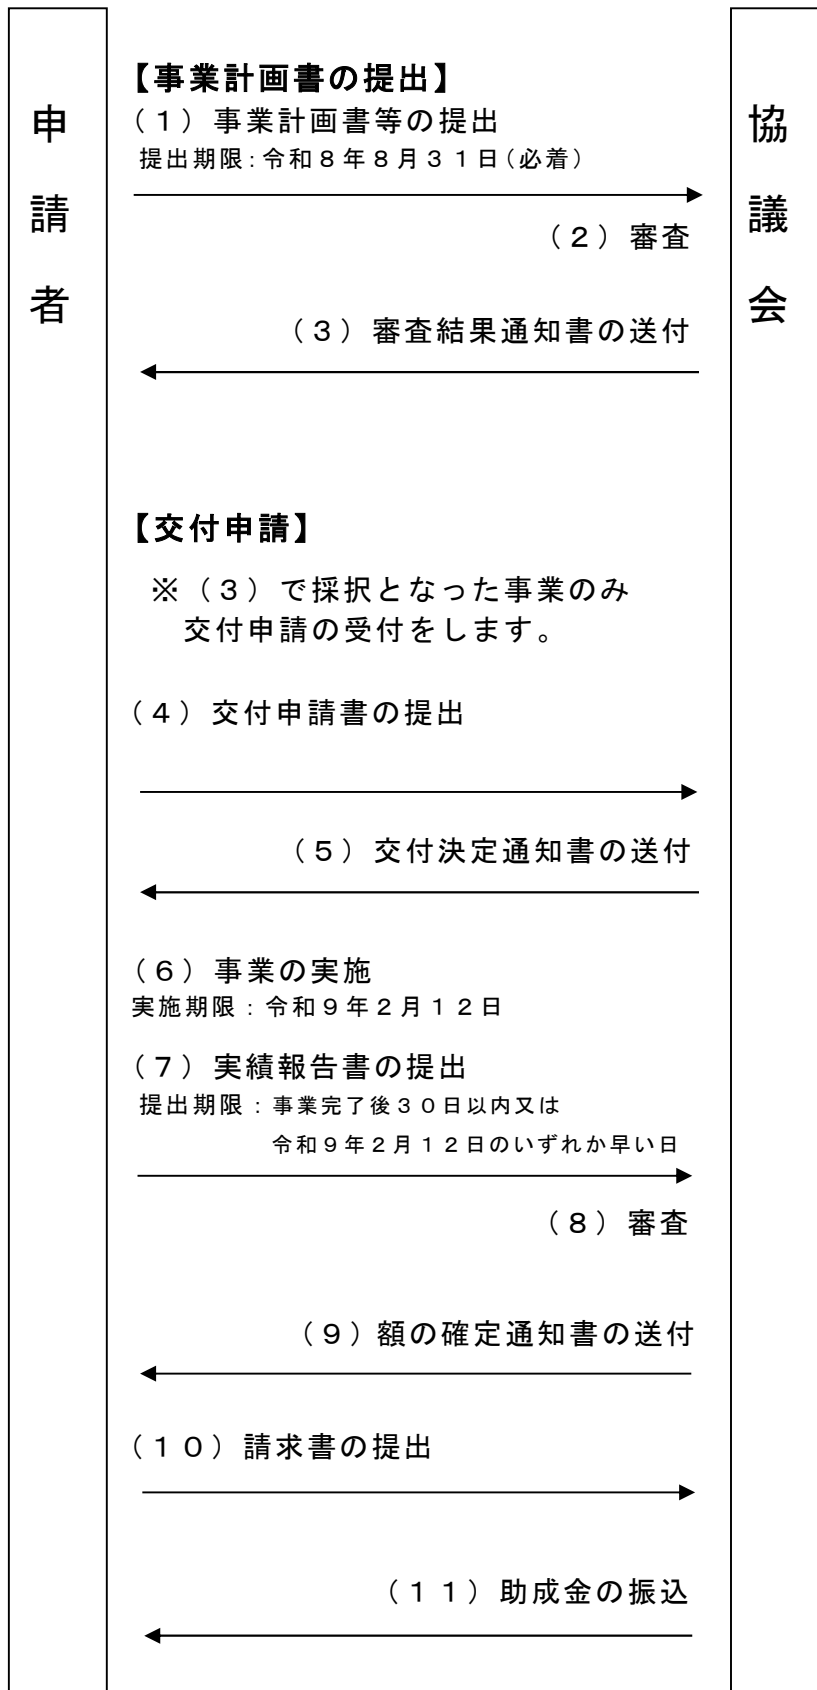 申請者
協議会
【事業計画書の提出】
（１）事業計画書等の提出
提出期限：令和８年８月３１日（必着）
（２）審査
（３）審査結果通知書の送付
【交付申請】
※（３）で採択となった事業のみ
交付申請の受付をします。
（４）交付申請書の提出
（５）交付決定通知書の送付
（６）事業の実施
実施期限：令和９年２月１２日
（７）実績報告書の提出
提出期限：事業完了後３０日以内又は
令和９年２月１２日のいずれか早い日
（８）審査
（９）額の確定通知書の送付
（１０）請求書の提出
（１１）助成金の振込